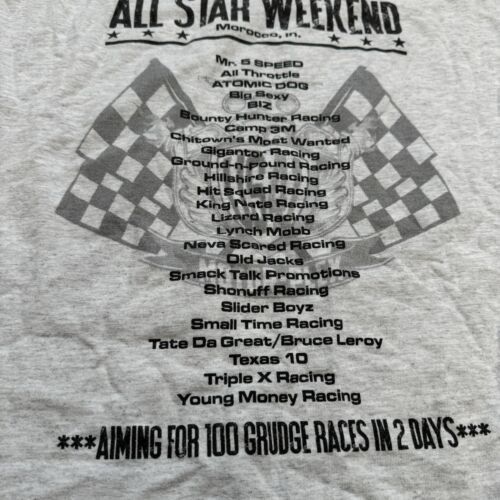 ALL STAR WEEKEND
Morocco, In.
Mr. 5 SPEED
All Throttle
ATOMIC DOG
Big Sexy
BIZ
Bounty Hunter Racing
Camp 3M
Chitown's Most Wanted
Gigantor Racing
Ground-n-Pound Racing
Hillshire Racing
Hit Squad Racing
King Nate Racing
Lizard Racing
Lynch Mobb
Neva Scared Racing
Old Jacks
Smack Talk Promotions
Shonuff Racing
Slider Boyz
Small Time Racing
Tate Da Great/Bruce Leroy
Texas 10
Triple X Racing
Young Money Racing
***AIMING FOR 100 GRUDGE RACES IN 2 DAYS***